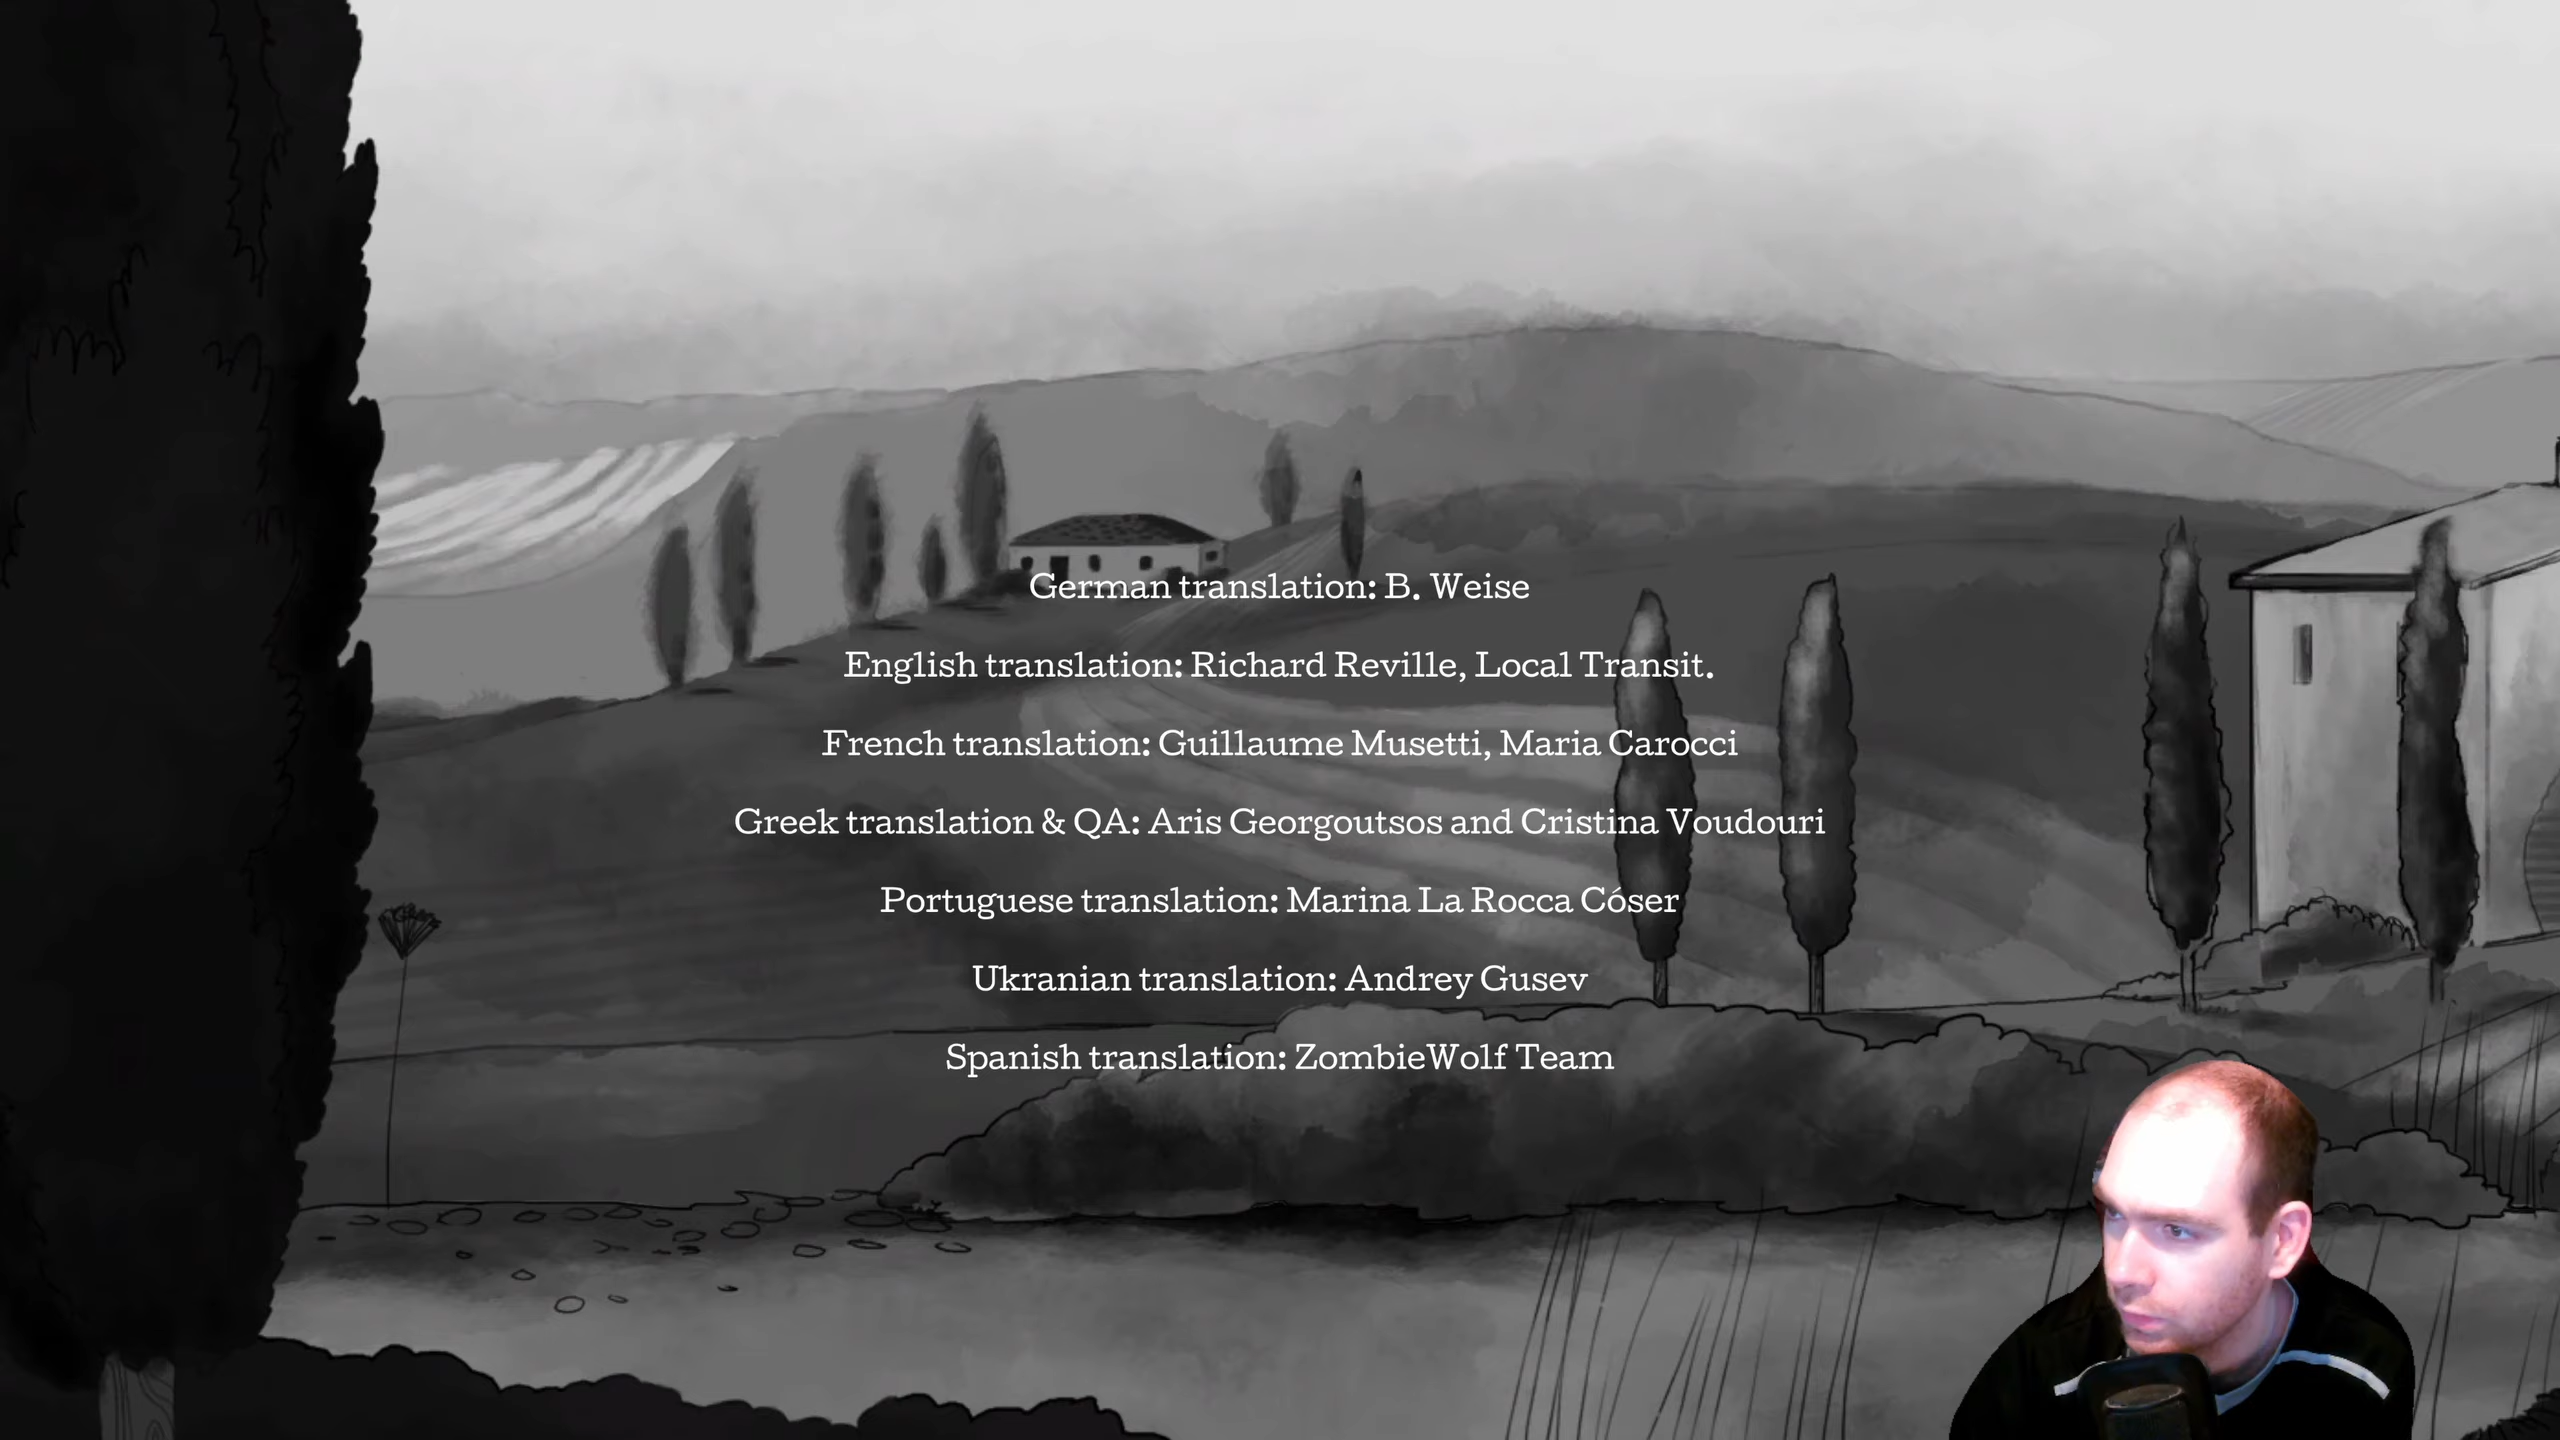 German translation: B. Weise
English translation: Richard Reville, Local Transit.
French translation: Guillaume Musetti, Maria Carocci
Greek translation & QA: Aris Georgoutsos and Cristina Voudouri
Portuguese translation: Marina La Rocca Cóser
Ukranian translation: Andrey Gusev
Spanish translation: ZombieWolf Team